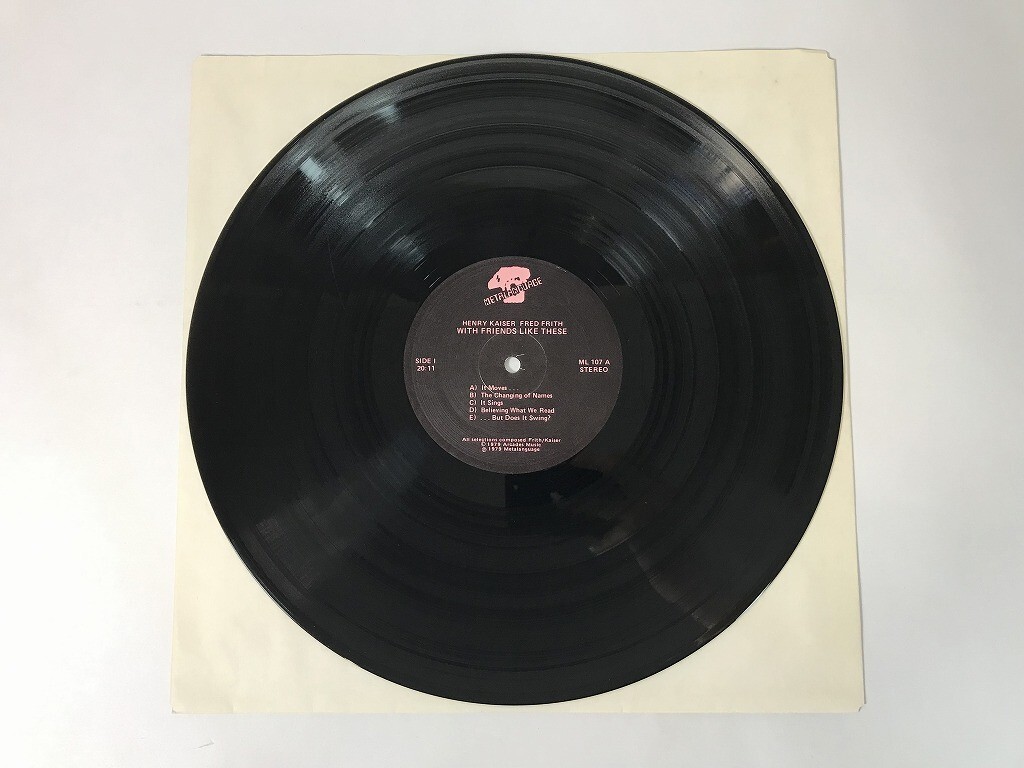 METALANGUAGE
HENRY KAISER FRED FRITH
WITH FRIENDS LIKE THESE
SIDE I
20:11
ML 107 A
STEREO
A) It Moves . . .
B) The Changing of Names
C) It Sings
D) Believing What We Read
E) . . . But Does It Swing?
All selections composed Frith/Kaiser
© 1979 Arcades Music
℗ 1979 Metalanguage